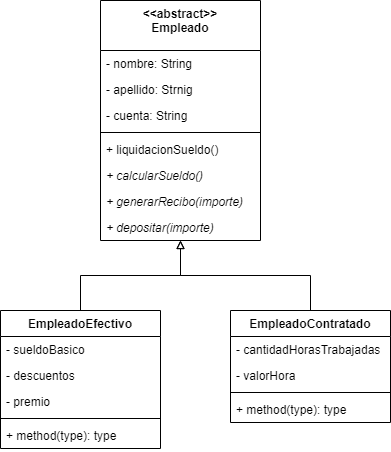 <<abstract>>
Empleado
- nombre: String
- apellido: Strnig
- cuenta: String
+ liquidacionSueldo()
+ calcularSueldo()
+ generarRecibo(importe)
+ depositar(importe)
EmpleadoEfectivo
- sueldoBasico
- descuentos
- premio
+ method(type): type
EmpleadoContratado
- cantidadHorasTrabajadas
- valorHora
+ method(type): type